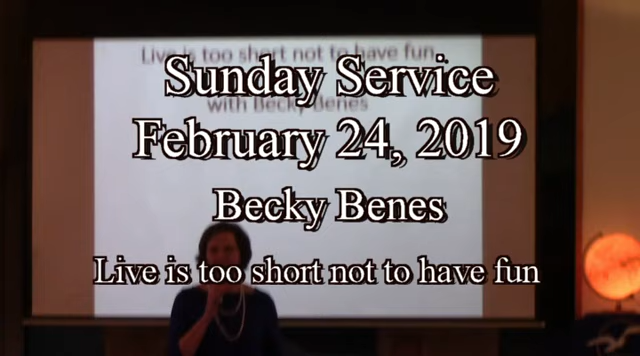 Live is too short not to have fun.
Sunday Service
with Becky Benes
February 24, 2019
Becky Benes
Live is too short not to have fun